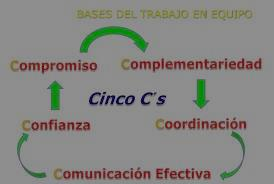 BASES DEL TRABAJO EN EQUIPO
Compromiso Complementariedad
Cinco C´s
Confianza Coordinación
Comunicación Efectiva